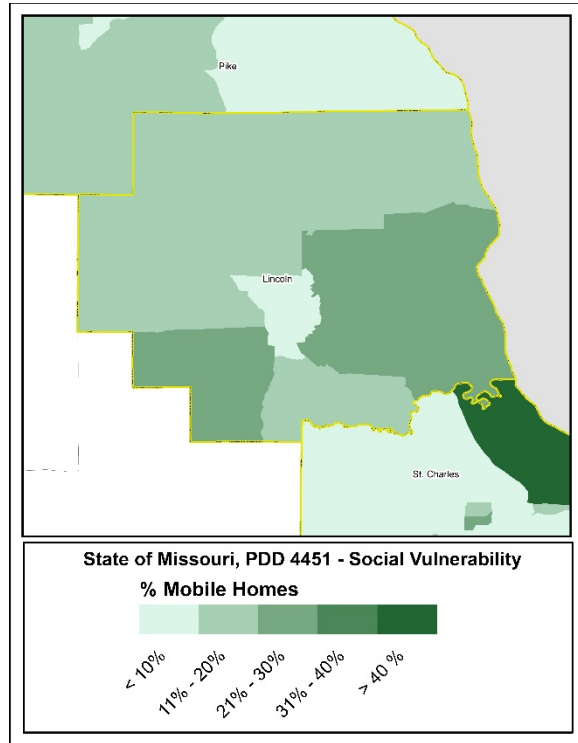 Pike
Lincoln
St. Charles
State of Missouri, PDD 4451 - Social Vulnerability
% Mobile Homes
< 10%
11% - 20%
21% - 30%
31% - 40%
> 40 %